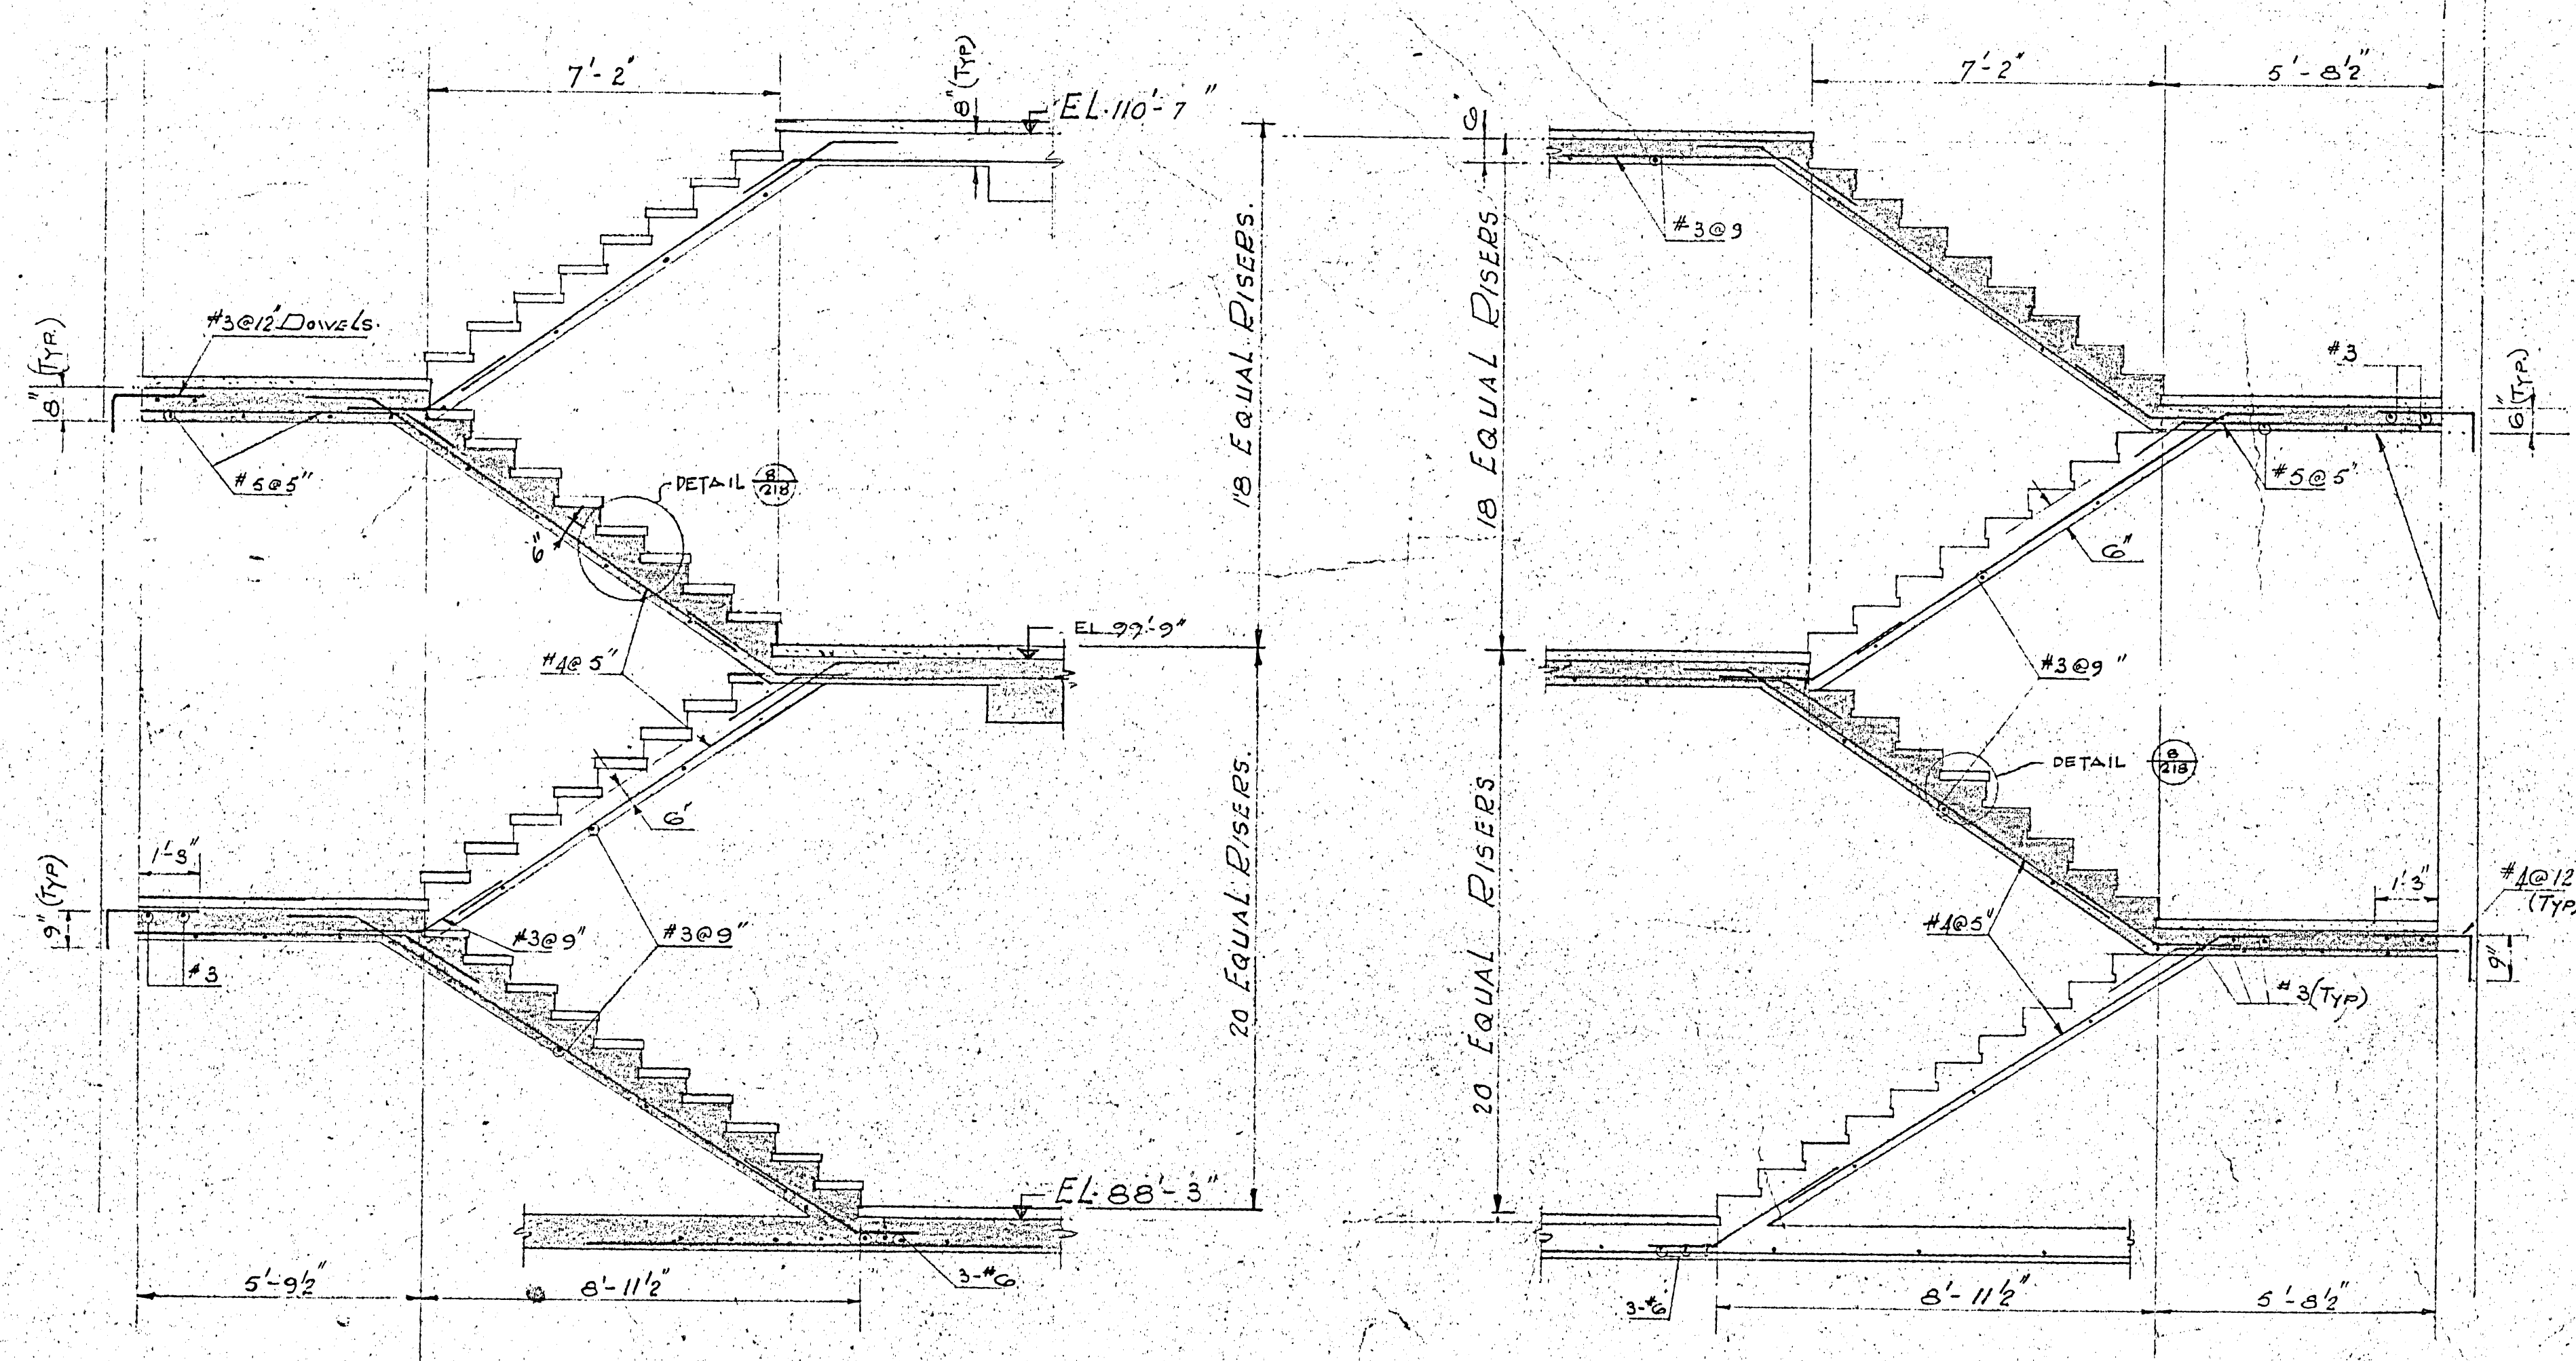 7'-2"
8" (TYP)
EL. 110'-7"
#3@12" DOWELS.
8" (TYP.)
#5@5"
DETAIL 8/218
6"
18 EQUAL RISERS.
EL 99'-9"
#4@5"
6"
1'-3"
9" (TYP)
#3
#3@9"
#3@9"
20 EQUAL RISERS.
EL. 88'-3"
3-#6
5'-9½"
8'-11½"
7'-2"
5'-8½"
6"
#3@9
18 EQUAL RISERS
#3
6" (TYP.)
#5@5"
6"
#3@9"
DETAIL 8/218
20 EQUAL RISERS
1'-3"
#4@12
(TYP)
#4@5"
9"
#3 (TYP)
3-#6
8'-11½"
5'-8½"